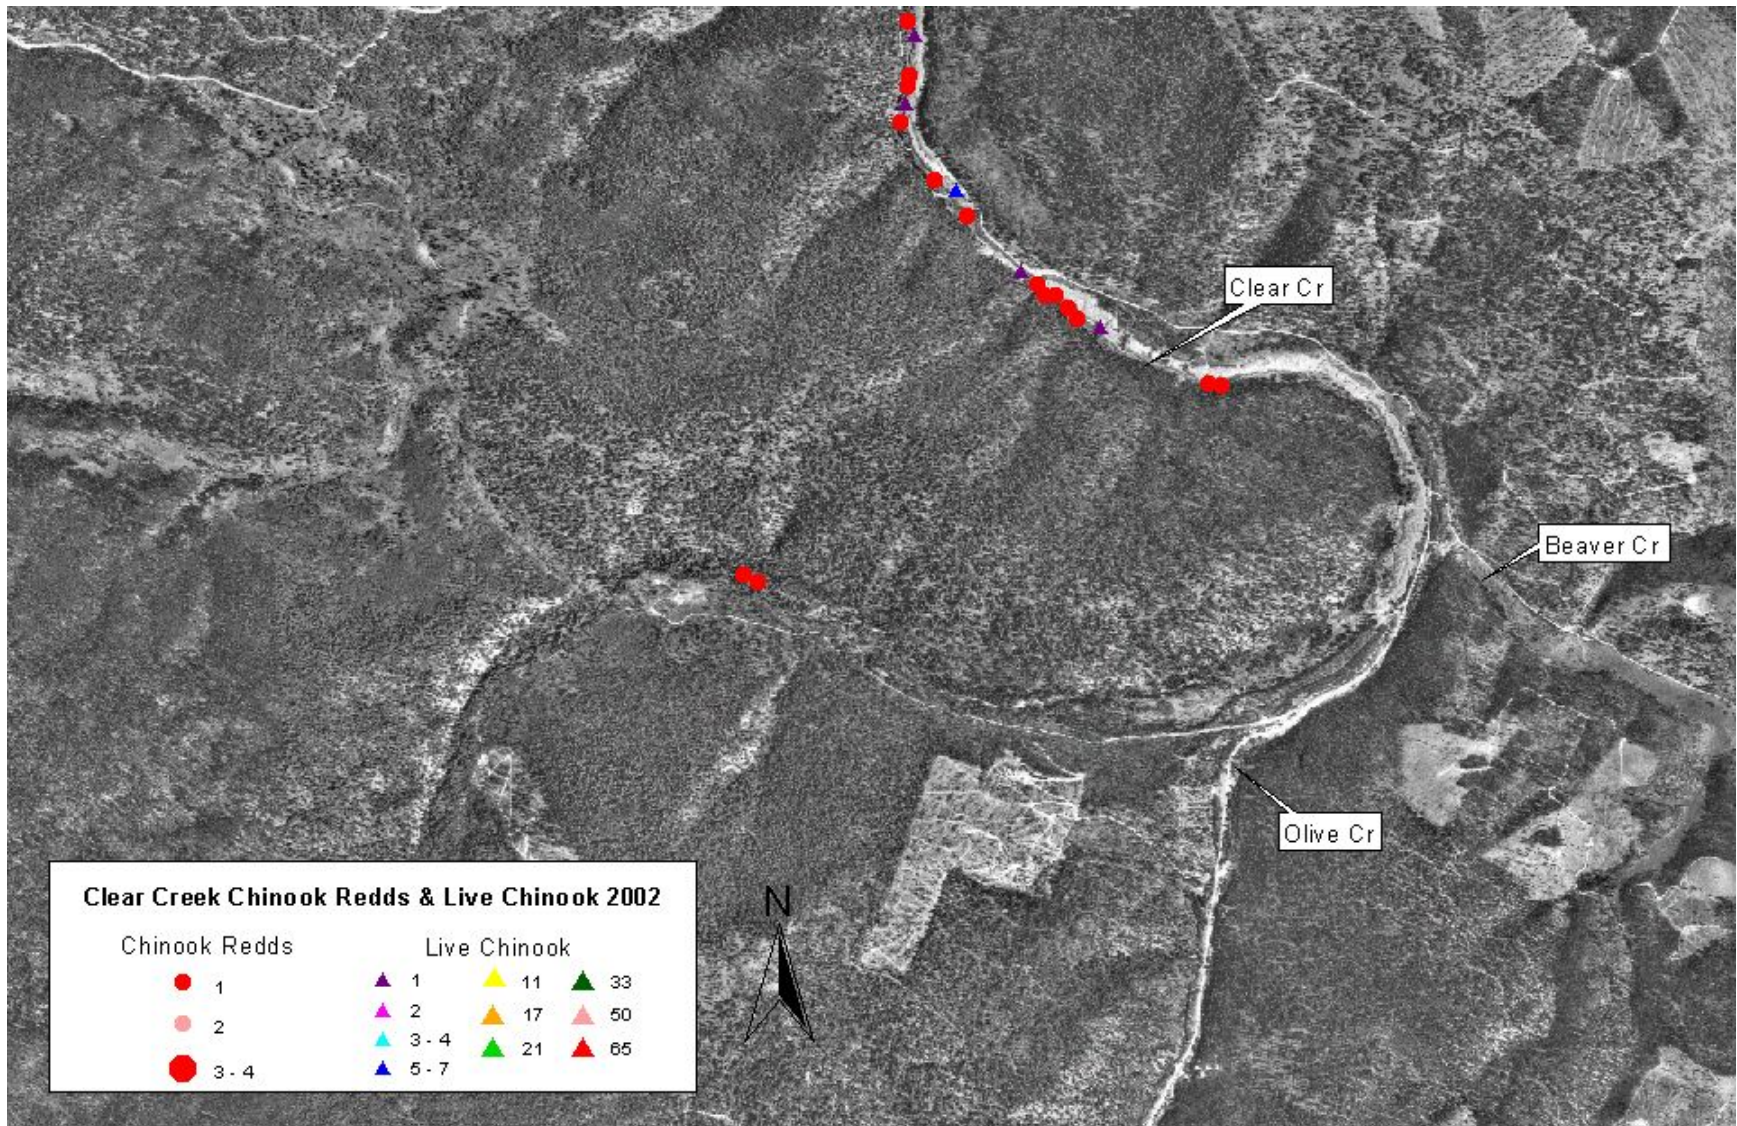 Clear Cr
Beaver Cr
Olive Cr
N
Clear Creek Chinook Redds & Live Chinook 2002
Chinook Redds
1
2
3 - 4
Live Chinook
1
2
3 - 4
5 - 7
11
17
21
33
50
65